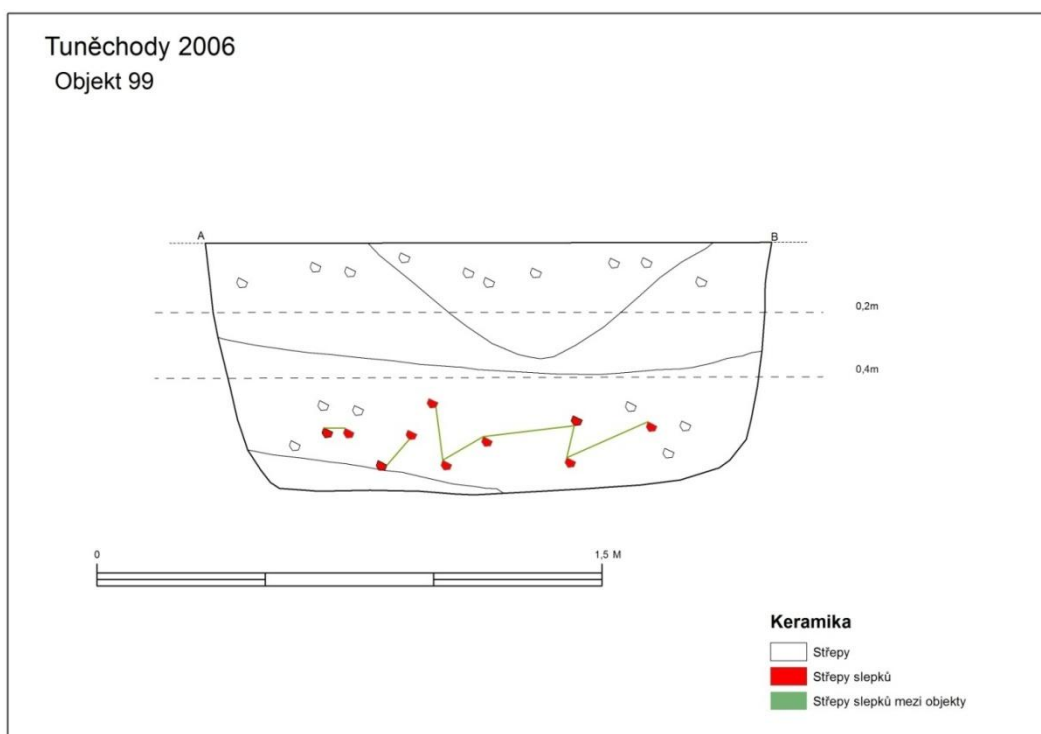 Tuněchody 2006
Objekt 99
A
B
0,2m
0,4m
0
1,5 M
Keramika
Střepy
Střepy slepků
Střepy slepků mezi objekty